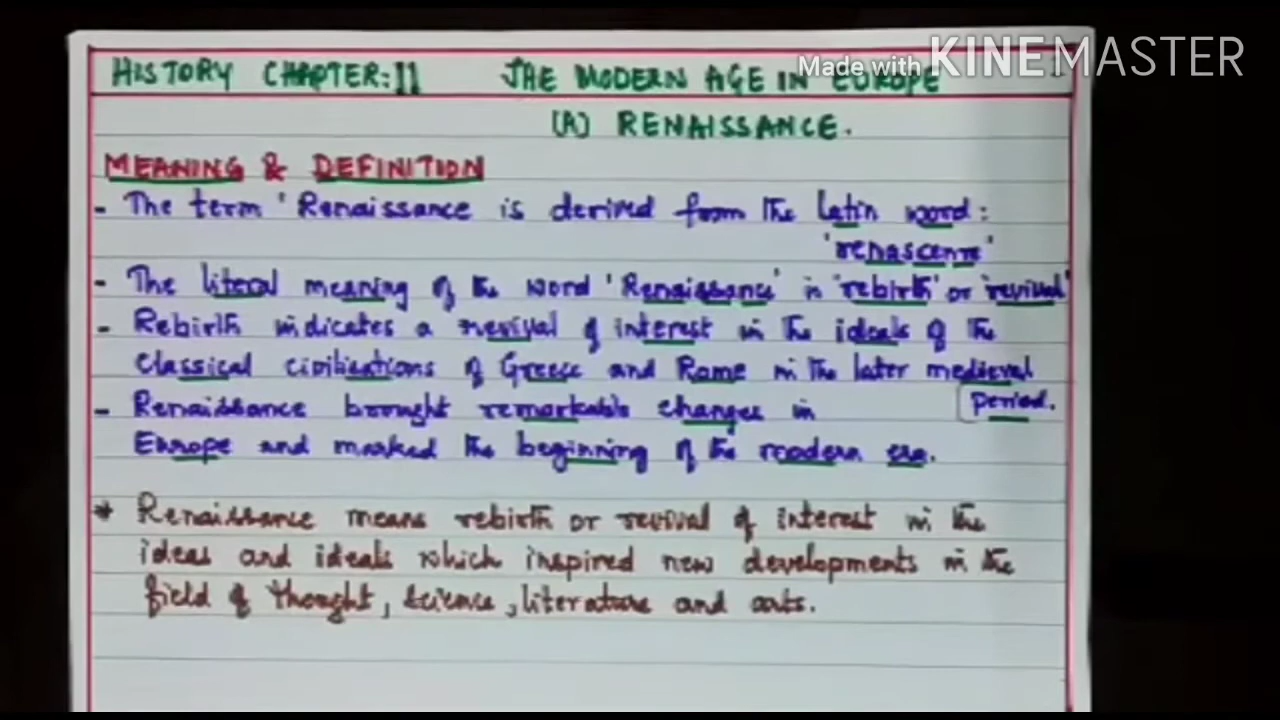 Made with KINEMASTER
HISTORY CHAPTER: 11 THE MODERN AGE IN EUROPE
(A) RENAISSANCE.
MEANING & DEFINITION
- The term 'Renaissance is derived from the Latin word:
'renascere'
- The literal meaning of the word 'Renaissance' is 'rebirth' or 'revival'
- Rebirth indicates a revival of interest in the ideals of the
Classical civilisations of Greece and Rome in the later medieval
period.
- Renaissance brought remarkable changes in
Europe and marked the beginning of the modern era.
* Renaissance means rebirth or revival of interest in the
ideas and ideals which inspired new developments in the
field of thought, science, literature and arts.